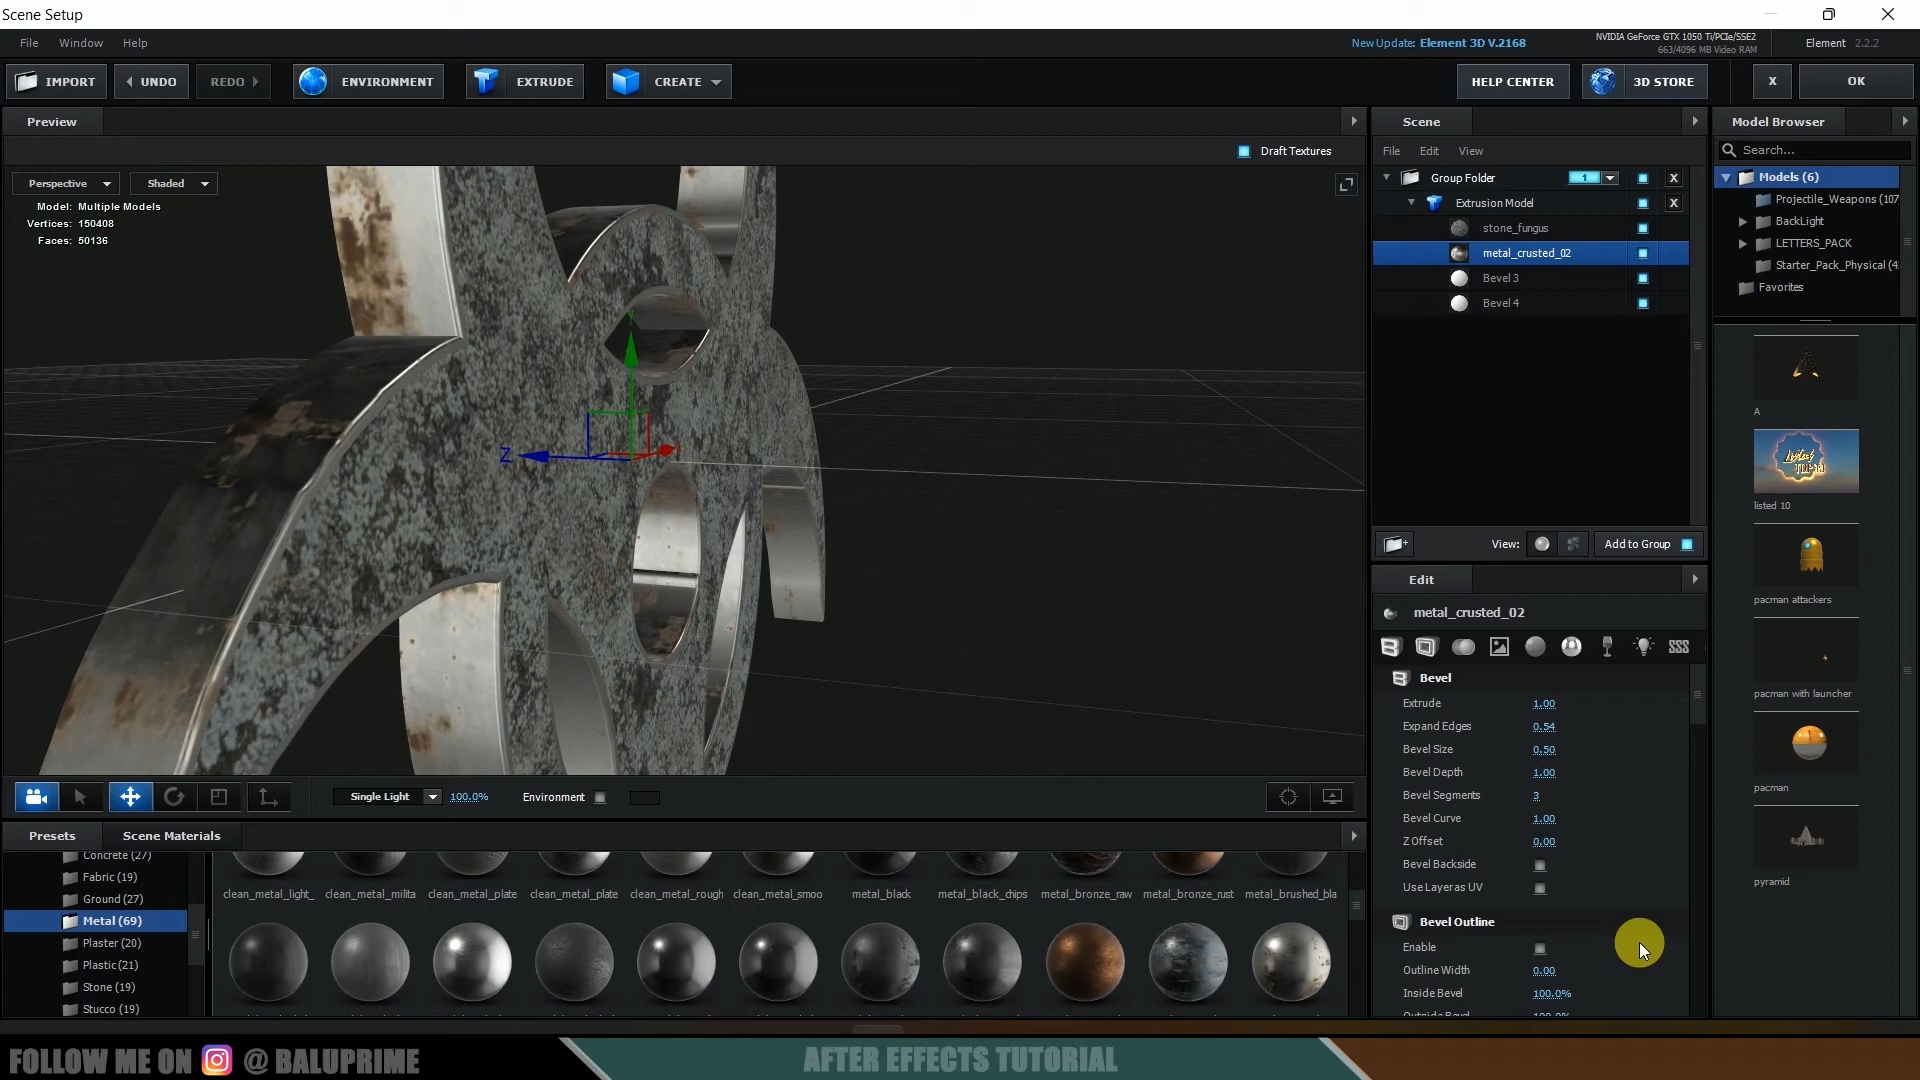 Scene Setup
File Window Help
New Update: Element 3D V.2168
NVIDIA GeForce GTX 1050 Ti/PCIe/SSE2
663/4096 MB Video RAM
Element 2.2.2
IMPORT UNDO REDO ENVIRONMENT EXTRUDE CREATE HELP CENTER 3D STORE X OK
Preview
Draft Textures
Perspective Shaded
Model: Multiple Models
Vertices: 150408
Faces: 50136
Z
Single Light 100.0% Environment
Presets Scene Materials
Concrete (27)
Fabric (19)
Ground (27)
Metal (69)
Plaster (20)
Plastic (21)
Stone (19)
Stucco (19)
clean_metal_light_ clean_metal_milita clean_metal_plate clean_metal_plate clean_metal_rough clean_metal_smoo metal_black metal_black_chips metal_bronze_raw metal_bronze_rust metal_brushed_bla
Scene
File Edit View
Group Folder 1 X
Extrusion Model X
stone_fungus
metal_crusted_02
Bevel 3
Bevel 4
View: Add to Group
Edit
metal_crusted_02
Bevel
Extrude 1.00
Expand Edges 0.54
Bevel Size 0.50
Bevel Depth 1.00
Bevel Segments 3
Bevel Curve 1.00
Z Offset 0.00
Bevel Backside
Use Layer as UV
Bevel Outline
Enable
Outline Width 0.00
Inside Bevel 100.0%
Outside Bevel 100.0%
Model Browser
Search...
Models (6)
Projectile_Weapons (107
BackLight
LETTERS_PACK
Starter_Pack_Physical (4
Favorites
A
listed 10
pacman attackers
pacman with launcher
pacman
pyramid
FOLLOW ME ON @ BALUPRIME
AFTER EFFECTS TUTORIAL